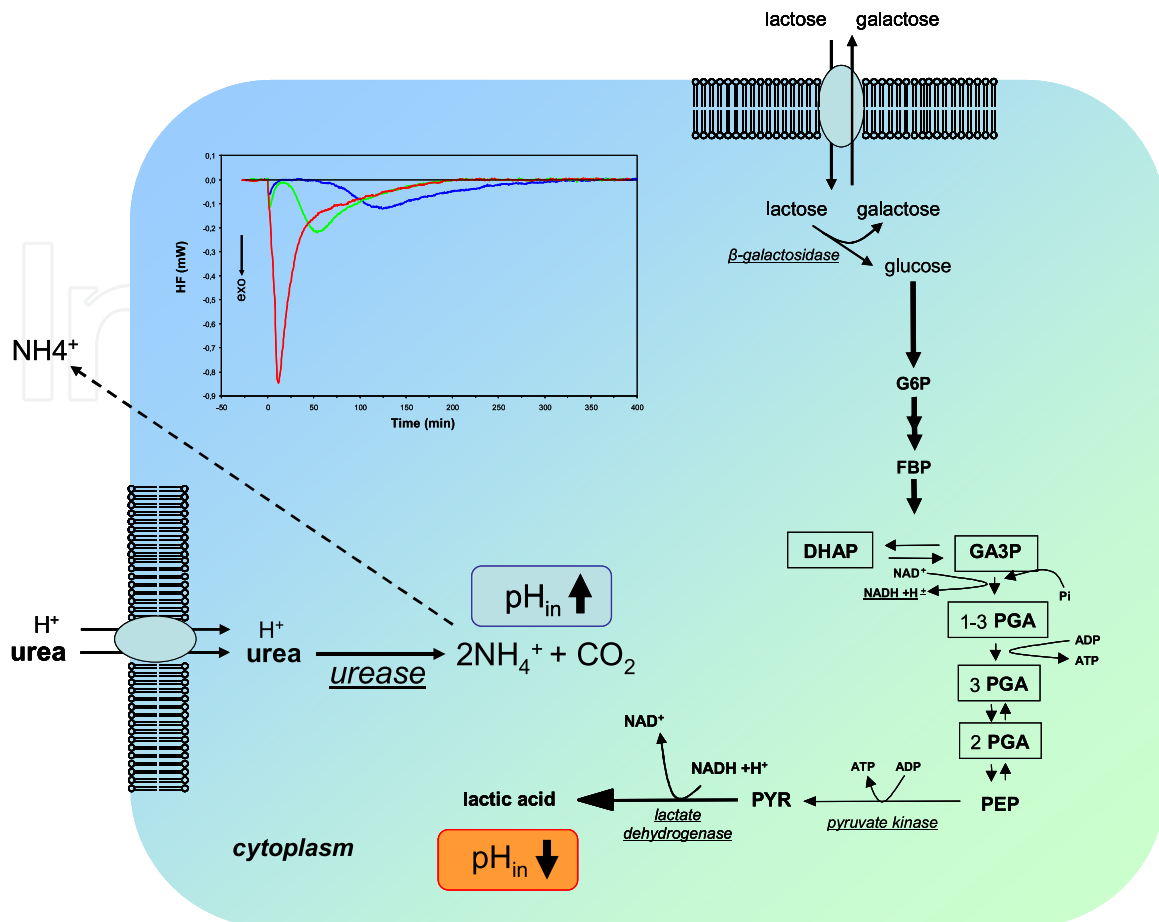 lactose galactose
lactose galactose
β-galactosidase
glucose
G6P
FBP
DHAP
GA3P
NAD⁺
NADH +H±
Pi
1-3 PGA
ADP
ATP
3 PGA
2 PGA
PEP
ATP
ADP
pyruvate kinase
PYR
NAD⁺
NADH +H⁺
lactate
dehydrogenase
lactic acid
pHin
cytoplasm
0,1
0,0
-0,1
-0,2
-0,3
-0,4
-0,5
-0,6
-0,7
-0,8
-0,9
HF (mW)
exo
-50 0 50 100 150 200 250 300 350 400
Time (min)
NH4⁺
H⁺
urea
H⁺
urea
urease
pHin
2NH₄⁺ + CO₂